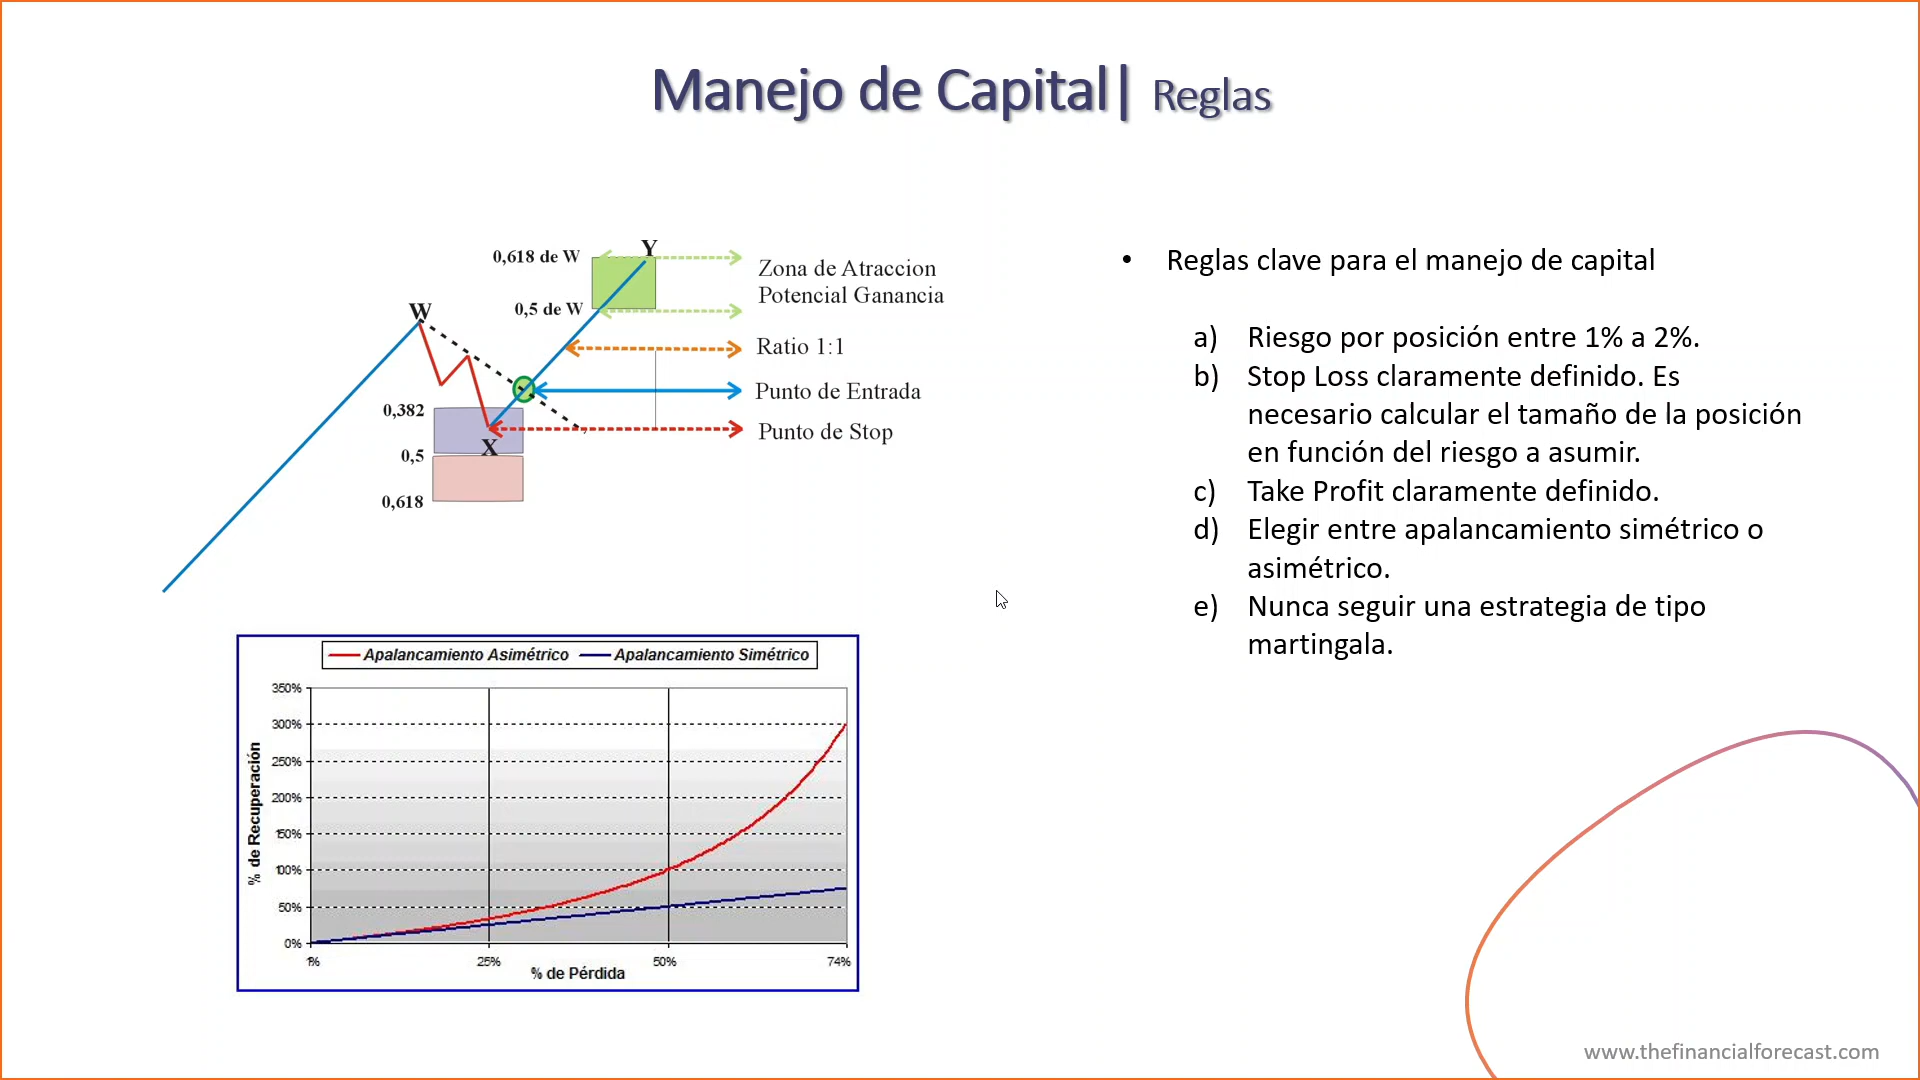 Manejo de Capital| Reglas
0,618 de W
Y
Zona de Atraccion
Potencial Ganancia
0,5 de W
W
Ratio 1:1
Punto de Entrada
0,382
Punto de Stop
X
0,5
0,618
• Reglas clave para el manejo de capital
a) Riesgo por posición entre 1% a 2%.
b) Stop Loss claramente definido. Es
necesario calcular el tamaño de la posición
en función del riesgo a asumir.
c) Take Profit claramente definido.
d) Elegir entre apalancamiento simétrico o
asimétrico.
e) Nunca seguir una estrategia de tipo
martingala.
Apalancamiento Asimétrico Apalancamiento Simétrico
350%
300%
250%
200%
150%
100%
50%
0%
% de Recuperación
1% 25% 50% 74%
% de Pérdida
www.thefinancialforecast.com